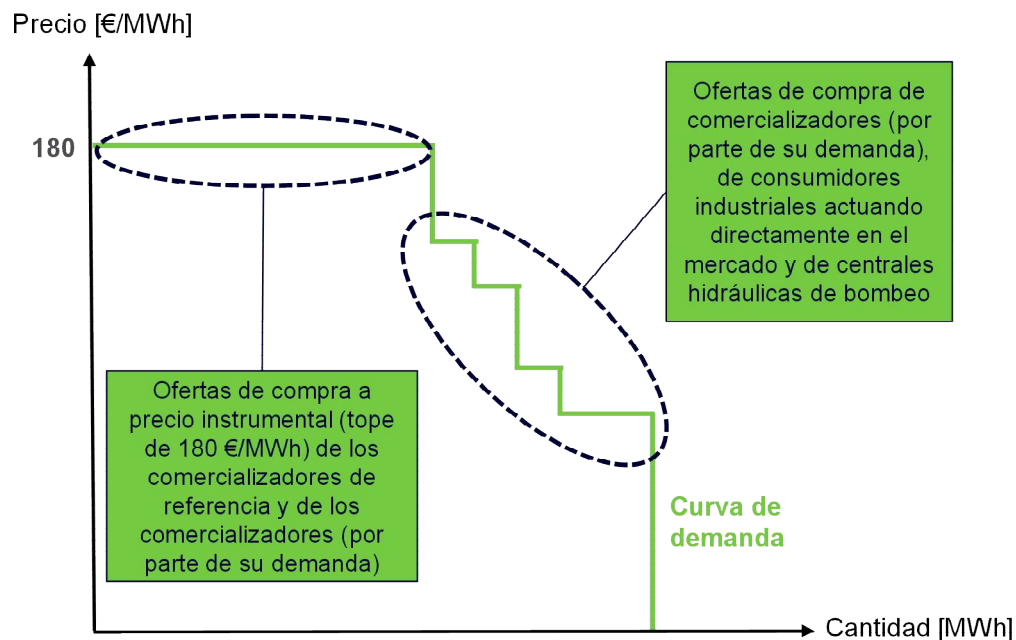 Precio [€/MWh]
180
Ofertas de compra de
comercializadores (por
parte de su demanda),
de consumidores
industriales actuando
directamente en el
mercado y de centrales
hidráulicas de bombeo
Ofertas de compra a
precio instrumental (tope
de 180 €/MWh) de los
comercializadores de
referencia y de los
comercializadores (por
parte de su demanda)
Curva de
demanda
Cantidad [MWh]